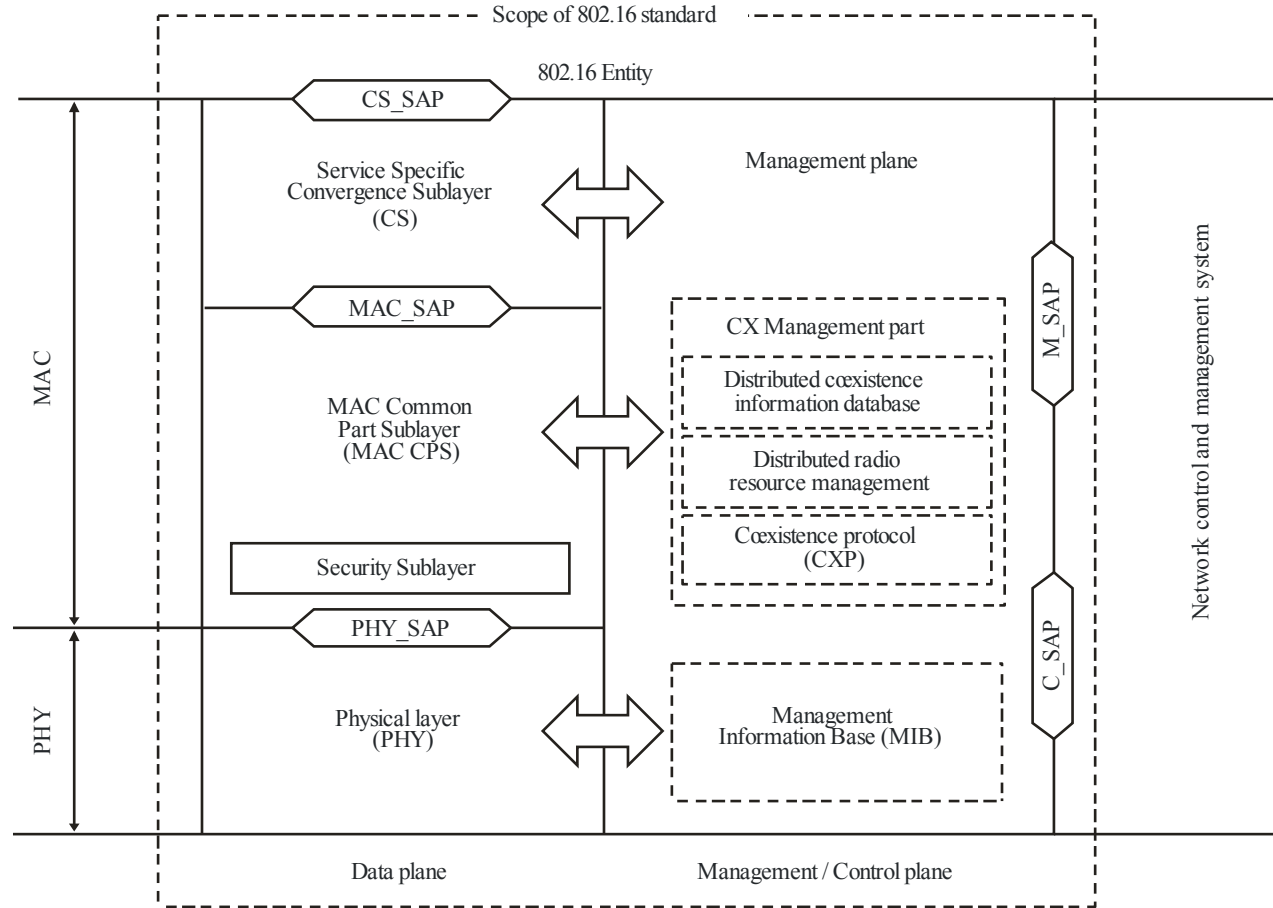 Scope of 802.16 standard
802.16 Entity
CS_SAP
Service Specific
Convergence Sublayer
(CS)
Management plane
MAC_SAP
MAC
MAC Common
Part Sublayer
(MAC CPS)
CX Management part
Distributed coexistence
information database
Distributed radio
resource management
Coexistence protocol
(CXP)
M_SAP
Network control and management system
Security Sublayer
PHY_SAP
C_SAP
PHY
Physical layer
(PHY)
Management
Information Base (MIB)
Data plane
Management / Control plane